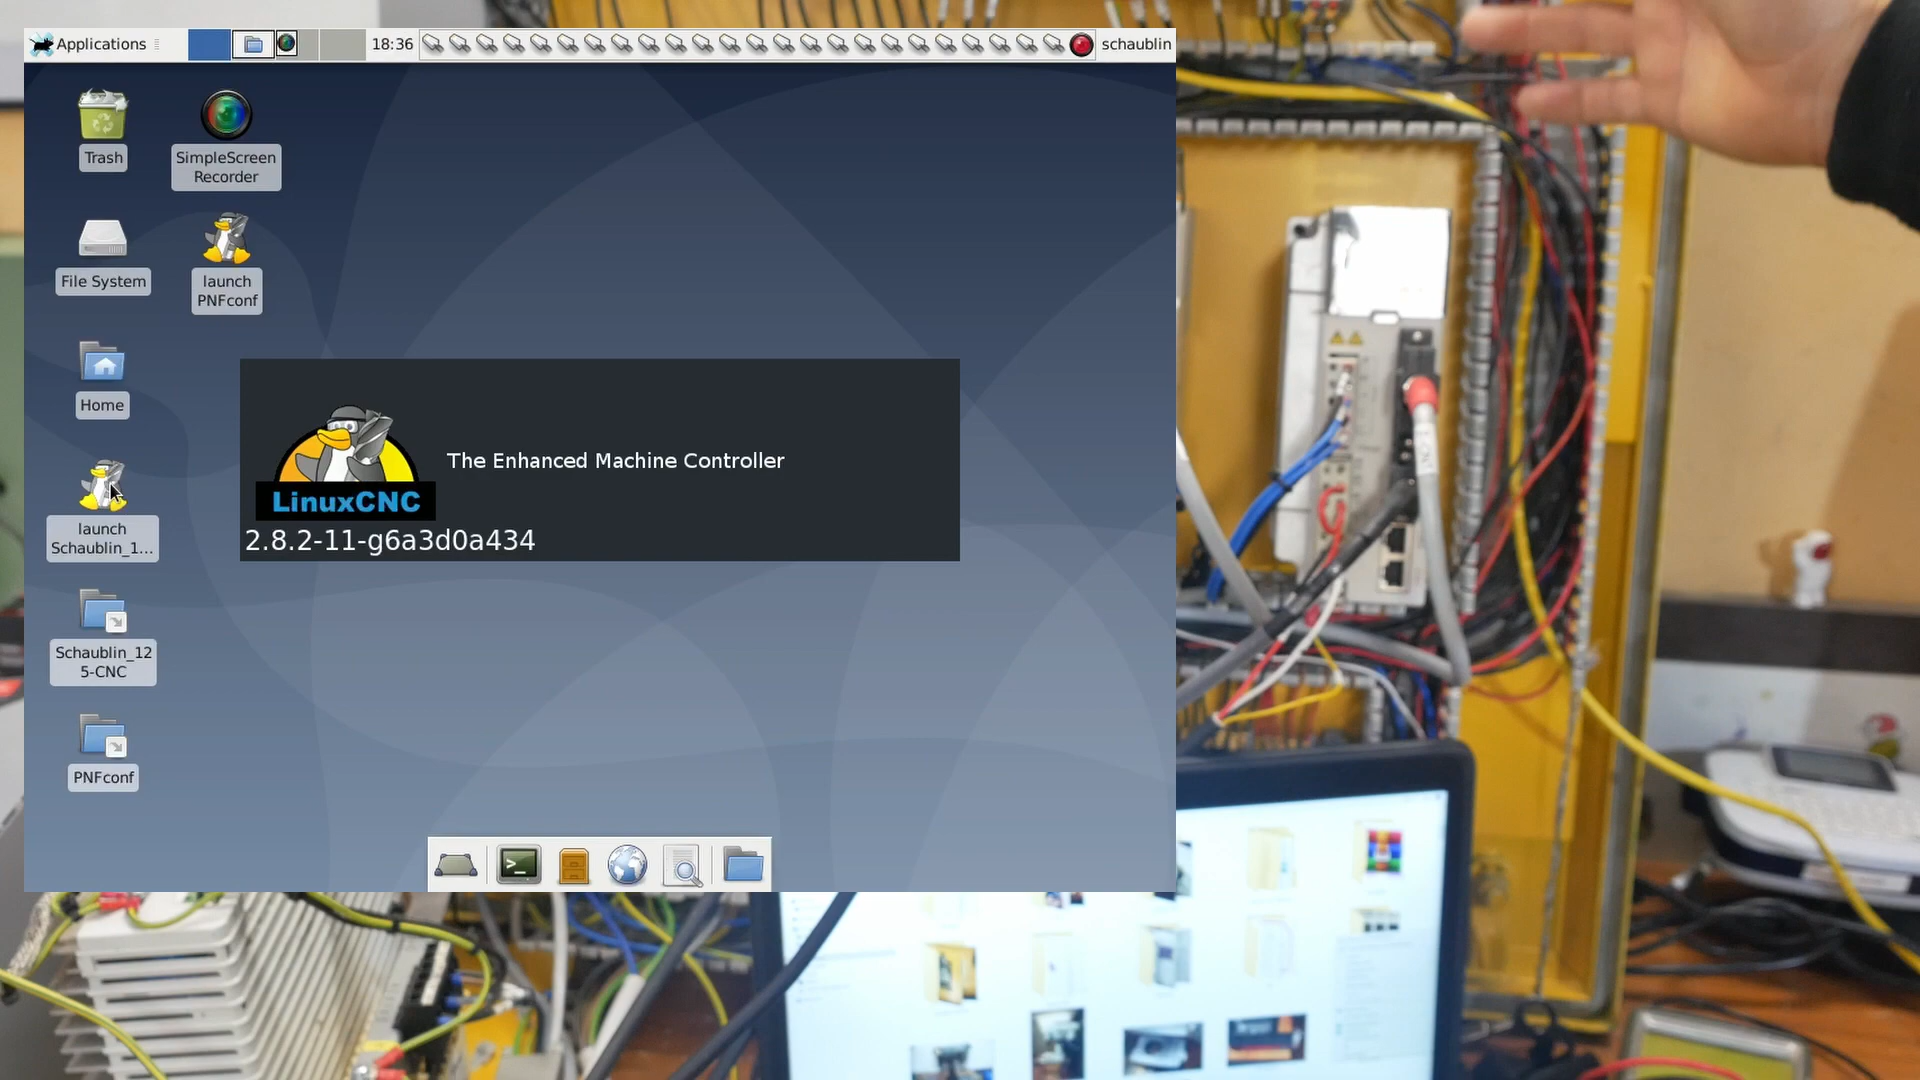 Applications
18:36
schaublin
Trash
SimpleScreen
Recorder
File System
launch
PNFconf
Home
The Enhanced Machine Controller
LinuxCNC
2.8.2-11-g6a3d0a434
launch
Schaublin_1...
Schaublin_12
5-CNC
PNFconf